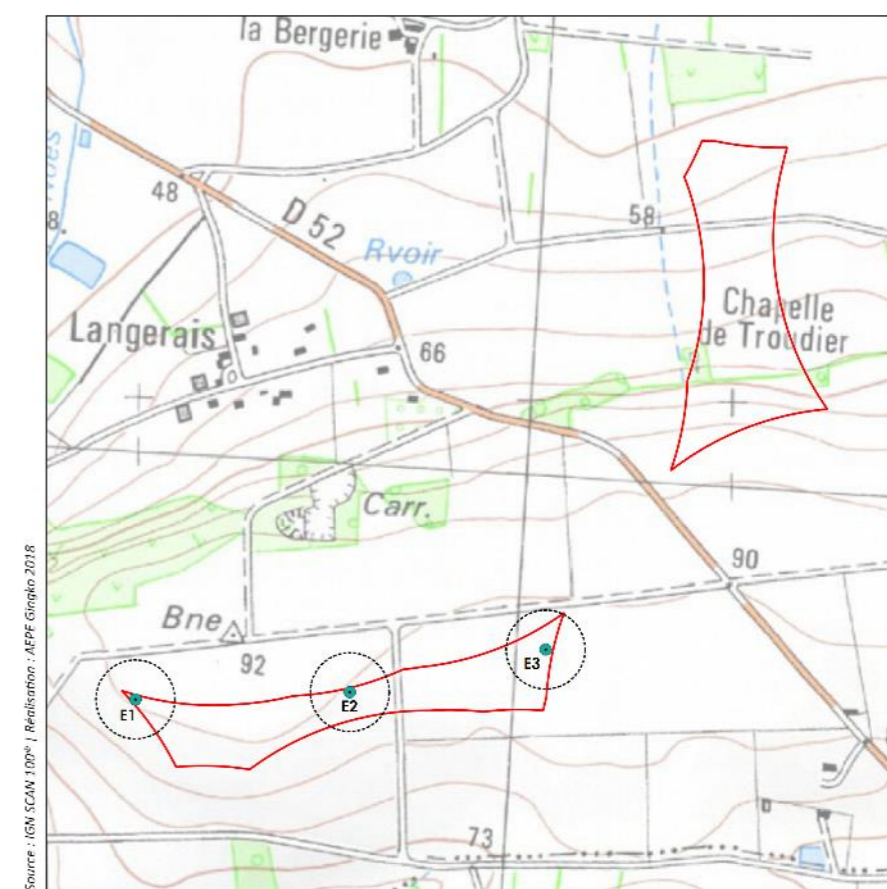 la Bergerie
48
D 52
58
Rvoir
8.
Chapelle
de Troudier
Langerais
66
Carr.
90
Bne
92
E3
E1
E2
73
Source : IGN SCAN 100® | Réalisation : AEPE Gingko 2018